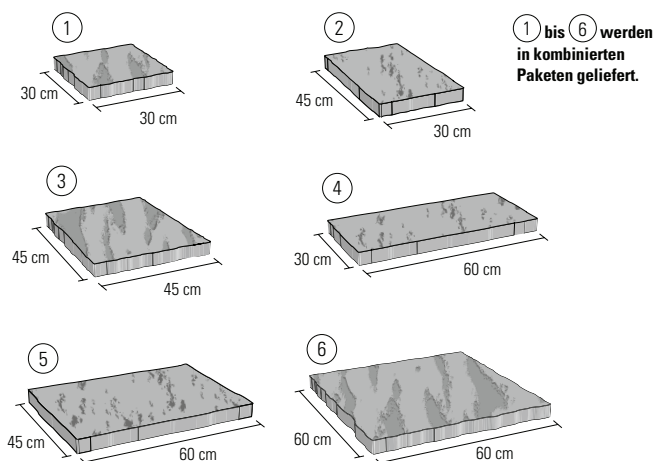 1
30 cm
30 cm
2
45 cm
30 cm
1 bis 6 werden
in kombinierten
Paketen geliefert.
3
45 cm
45 cm
4
30 cm
60 cm
5
45 cm
60 cm
6
60 cm
60 cm